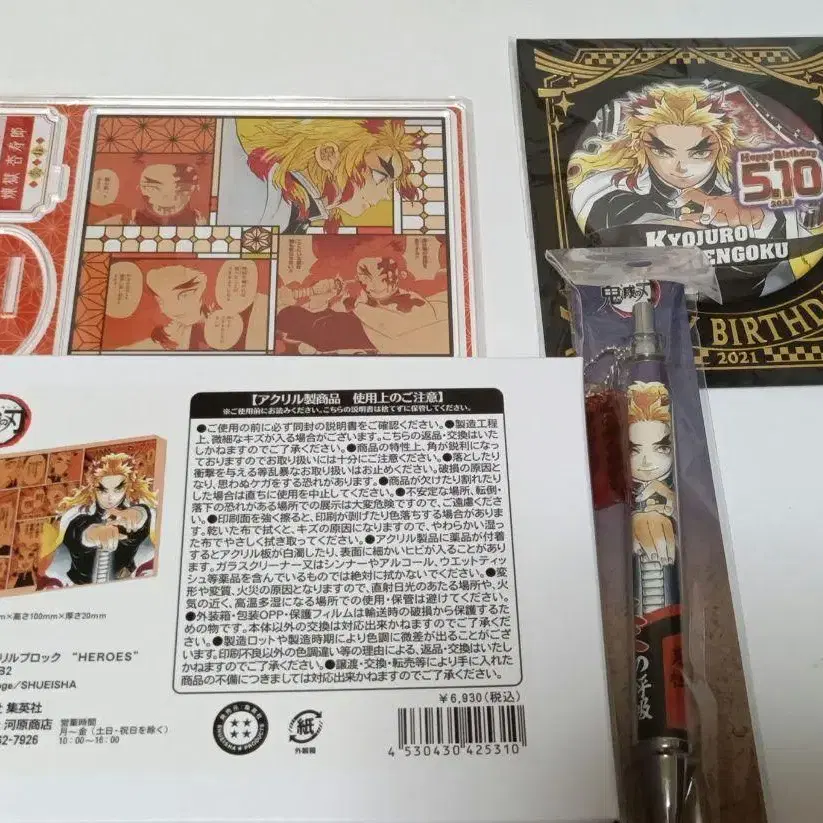 煉獄杏寿郎
Happy Birthday
5.10
2021
KYOJURO
ENGOKU
BIRTHD
2021
鬼滅の刃
【アクリル製商品 使用上のご注意】
※ご使用前にお読みください。こちらの説明書は捨てずに保管してください。
●ご使用の前に必ず同封の説明書をご確認ください。●製造工程
上、微細なキズが入る場合がございます。こちらの返品・交換はいた
しかねますのでご了承ください。●商品の特性上、角が鋭利になっ
ておりますのでお取り扱いには十分にご注意ください。●落としたり
衝撃を与える等乱暴なお取り扱いはお止めください。破損の原因と
なり、思わぬケガをする恐れがあります。●商品が欠けたり割れたり
した場合は直ちに使用を中止してください。●不安定な場所、転倒・
落下の恐れがある場所での展示は大変危険ですので、ご遠慮くださ
い。●印刷面を強く擦ると、印刷が剥げたり色落ちする場合がありま
す。乾いた布で拭くと、キズの原因になりますので、やわらかい湿っ
た布でやさしく拭き取ってください。●アクリル製品に薬品が付着
するとアクリル板が白濁したり、表面に細かいヒビが入ることがあり
ます。ガラスクリーナー又はシンナーやアルコール、ウエットティッ
シュ等薬品を含んでいるものでは絶対に拭かないでください。●変
形や変質、火災の原因となりますので、直射日光のあたる場所や、火
気の近く、高温多湿になる場所での使用・保管は避けてください。
●外装箱・包装OPP・保護フィルムは輸送時の破損から保護するた
めの物です。本体以外の交換は対応出来かねますのでご了承ください。
●製造ロットや製造時期により色調に微差が出ることがござ
います。印刷不良以外の色調違い等の理由による、返品・交換はいたし
かねますのでご了承ください。●譲渡・交換・転売等により手に入れた
商品の不備につきましては対応出来かねますのでご了承ください。
m×高さ100mm×厚さ20mm
リルブロック “HEROES”
B2
ge/SHUEISHA
集英社
河原商店
62-7926
営業時間
月〜金(土日・祝日を除く)
10:00〜16:00
¥6,930(税込)
SHUEISHA PRODUCTS
紙
外装箱
4 530430 425310
の呼吸